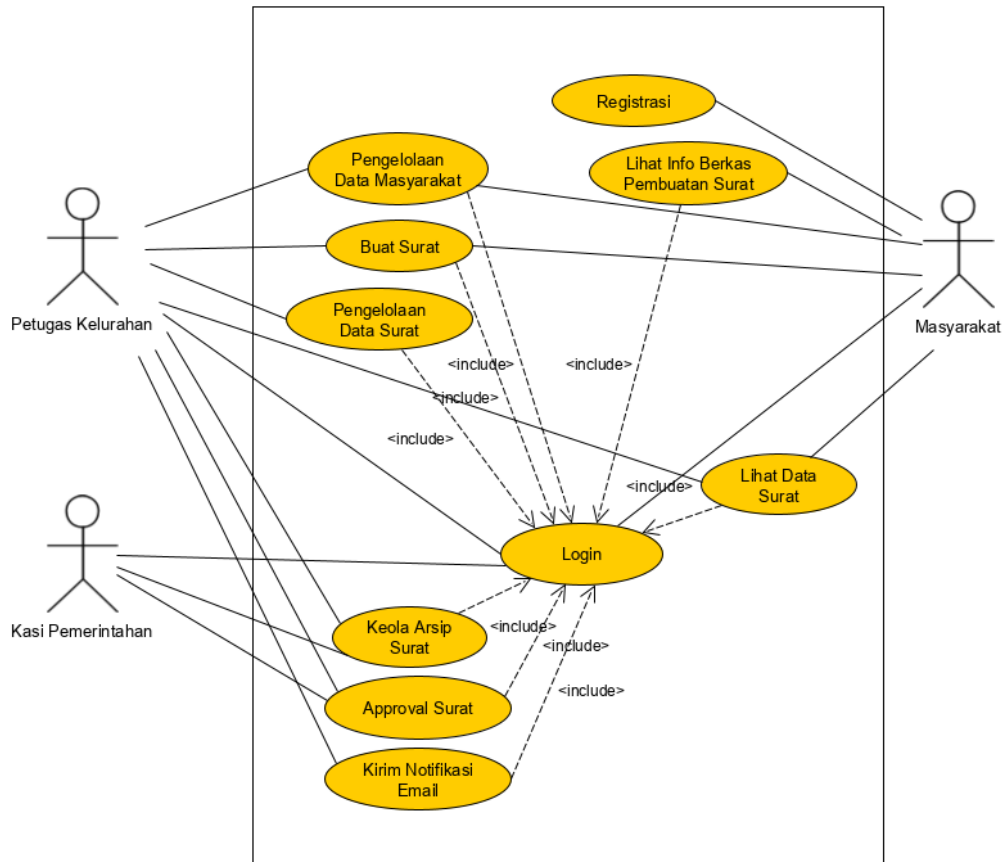 Registrasi
Pengelolaan
Data Masyarakat
Lihat Info Berkas
Pembuatan Surat
Buat Surat
Pengelolaan
Data Surat
Petugas Kelurahan
Masyarakat
<include>
<include>
<include>
<include>
<include>
Lihat Data
Surat
Login
Kasi Pemerintahan
Keola Arsip
Surat
<include>
<include>
<include>
Approval Surat
Kirim Notifikasi
Email